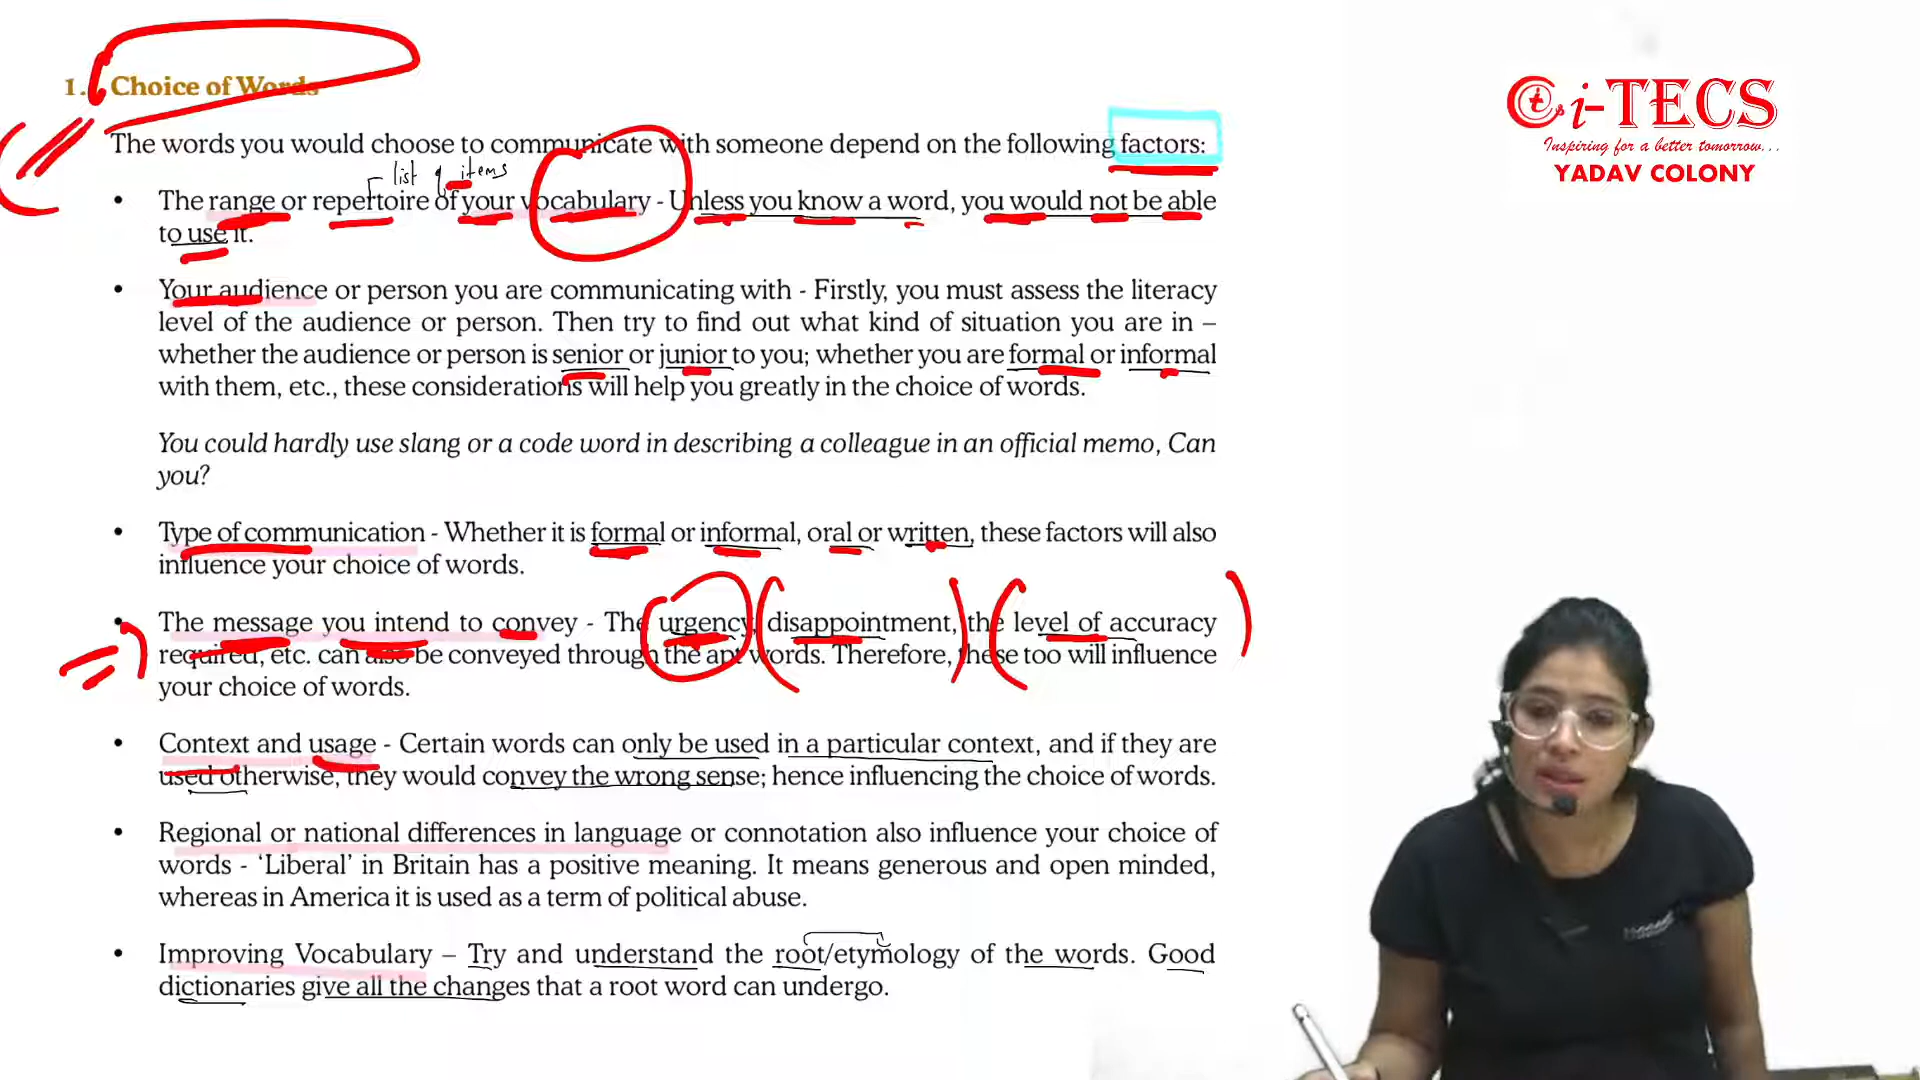 1. Choice of Words
The words you would choose to communicate with someone depend on the following factors:
list of items
• The range or repertoire of your vocabulary - Unless you know a word, you would not be able
to use it.
• Your audience or person you are communicating with - Firstly, you must assess the literacy
level of the audience or person. Then try to find out what kind of situation you are in –
whether the audience or person is senior or junior to you; whether you are formal or informal
with them, etc., these considerations will help you greatly in the choice of words.
You could hardly use slang or a code word in describing a colleague in an official memo, Can
you?
• Type of communication - Whether it is formal or informal, oral or written, these factors will also
influence your choice of words.
• The message you intend to convey - The urgency, disappointment, the level of accuracy
required, etc. can also be conveyed through the apt words. Therefore, these too will influence
your choice of words.
• Context and usage - Certain words can only be used in a particular context, and if they are
used otherwise, they would convey the wrong sense; hence influencing the choice of words.
• Regional or national differences in language or connotation also influence your choice of
words - ‘Liberal’ in Britain has a positive meaning. It means generous and open minded,
whereas in America it is used as a term of political abuse.
• Improving Vocabulary – Try and understand the root/etymology of the words. Good
dictionaries give all the changes that a root word can undergo.
i-TECS
Inspiring for a better tomorrow...
YADAV COLONY